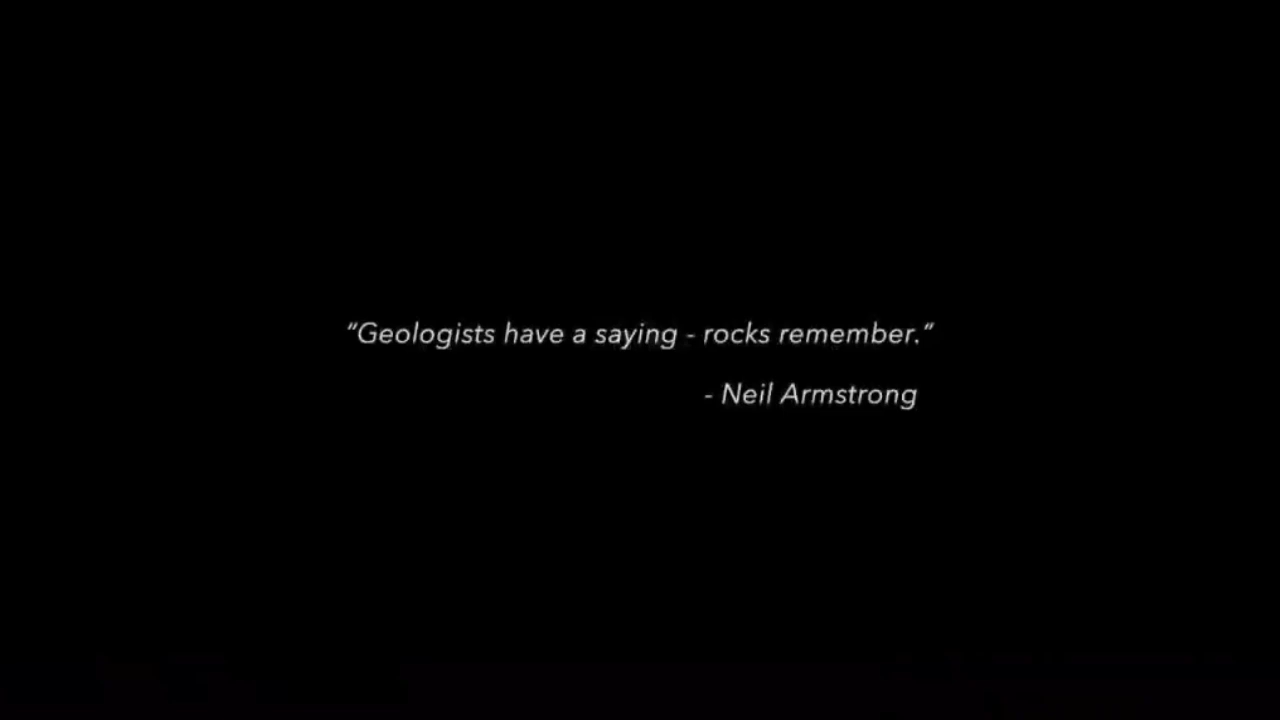 “Geologists have a saying - rocks remember.“
- Neil Armstrong